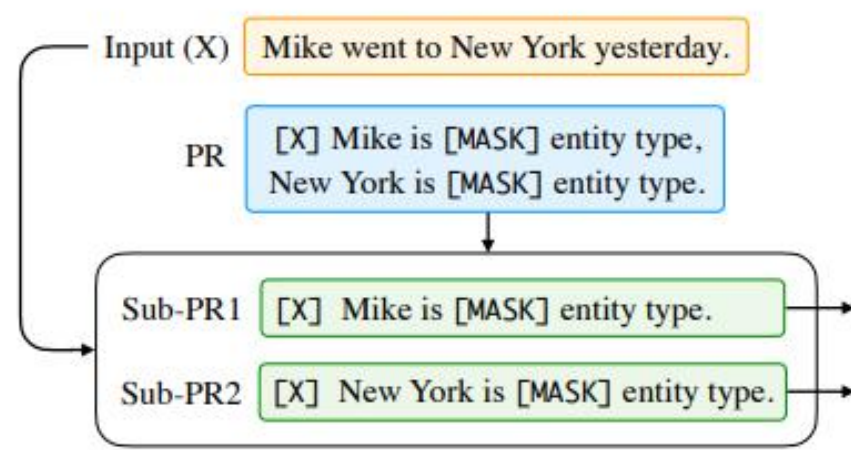 Input (X) Mike went to New York yesterday.
PR
[X] Mike is [MASK] entity type,
New York is [MASK] entity type.
Sub-PR1 [X] Mike is [MASK] entity type.
Sub-PR2 [X] New York is [MASK] entity type.